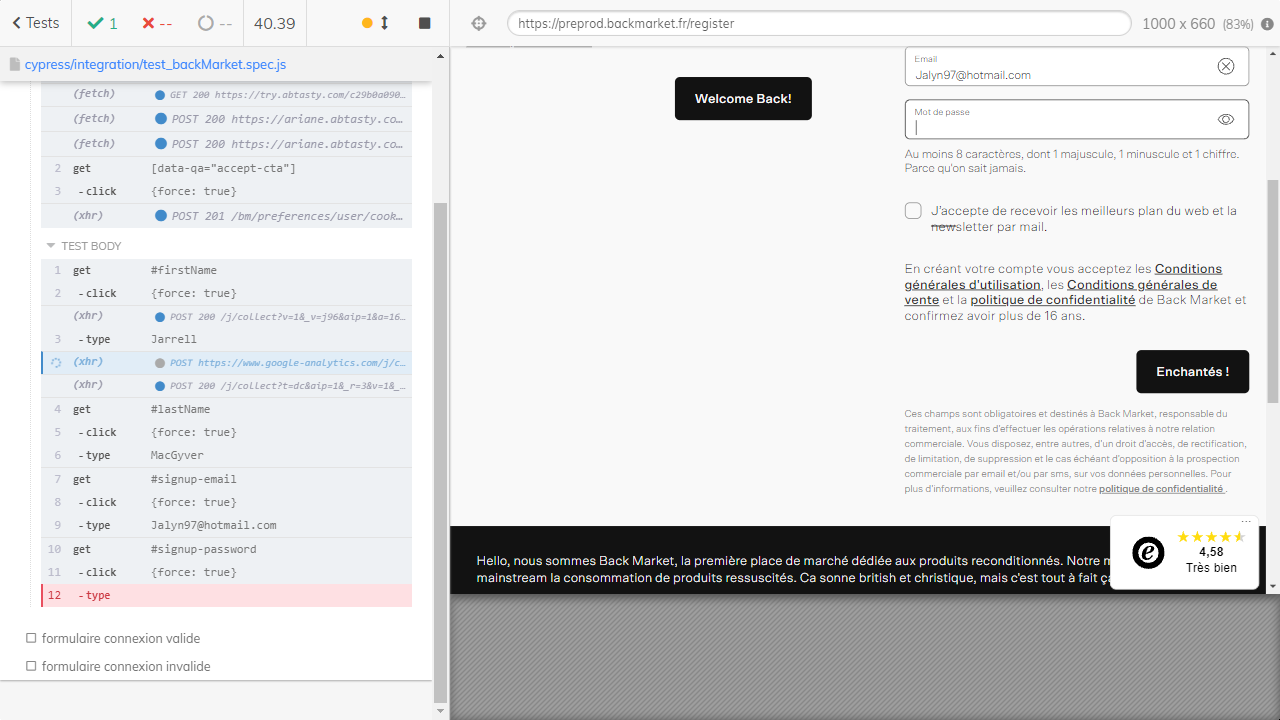 Tests
1
--
--
40.39
https://preprod.backmarket.fr/register
1000 x 660 (83%)
cypress/integration/test_backMarket.spec.js
(fetch) GET 200 https://try.abtasty.com/c29b0a090...
(fetch) POST 200 https://ariane.abtasty.co...
(fetch) POST 200 https://ariane.abtasty.co...
2 get [data-qa="accept-cta"]
3 -click {force: true}
(xhr) POST 201 /bm/preferences/user/cook...
TEST BODY
1 get #firstName
2 -click {force: true}
(xhr) POST 200 /j/collect?v=1&_v=j96&aip=1&a=16...
3 -type Jarrell
(xhr) POST https://www.google-analytics.com/j/c...
(xhr) POST 200 /j/collect?t=dc&aip=1&_r=3&v=1&_...
4 get #lastName
5 -click {force: true}
6 -type MacGyver
7 get #signup-email
8 -click {force: true}
9 -type Jalyn97@hotmail.com
10 get #signup-password
11 -click {force: true}
12 -type
formulaire connexion valide
formulaire connexion invalide
Welcome Back!
Email
Jalyn97@hotmail.com
Mot de passe
Au moins 8 caractères, dont 1 majuscule, 1 minuscule et 1 chiffre.
Parce qu'on sait jamais.
J'accepte de recevoir les meilleurs plan du web et la
newsletter par mail.
En créant votre compte vous acceptez les Conditions
générales d'utilisation, les Conditions générales de
vente et la politique de confidentialité de Back Market et
confirmez avoir plus de 16 ans.
Enchantés !
Ces champs sont obligatoires et destinés à Back Market, responsable du
traitement, aux fins d'effectuer les opérations relatives à notre relation
commerciale. Vous disposez, entre autres, d'un droit d'accès, de rectification,
de limitation, de suppression et le cas échéant d'opposition à la prospection
commerciale par email et/ou par sms, sur vos données personnelles. Pour
plus d'informations, veuillez consulter notre politique de confidentialité .
Hello, nous sommes Back Market, la première place de marché dédiée aux produits reconditionnés. Notre m
mainstream la consommation de produits ressuscités. Ca sonne british et christique, mais c'est tout à fait ça
...
e
4,58
Très bien